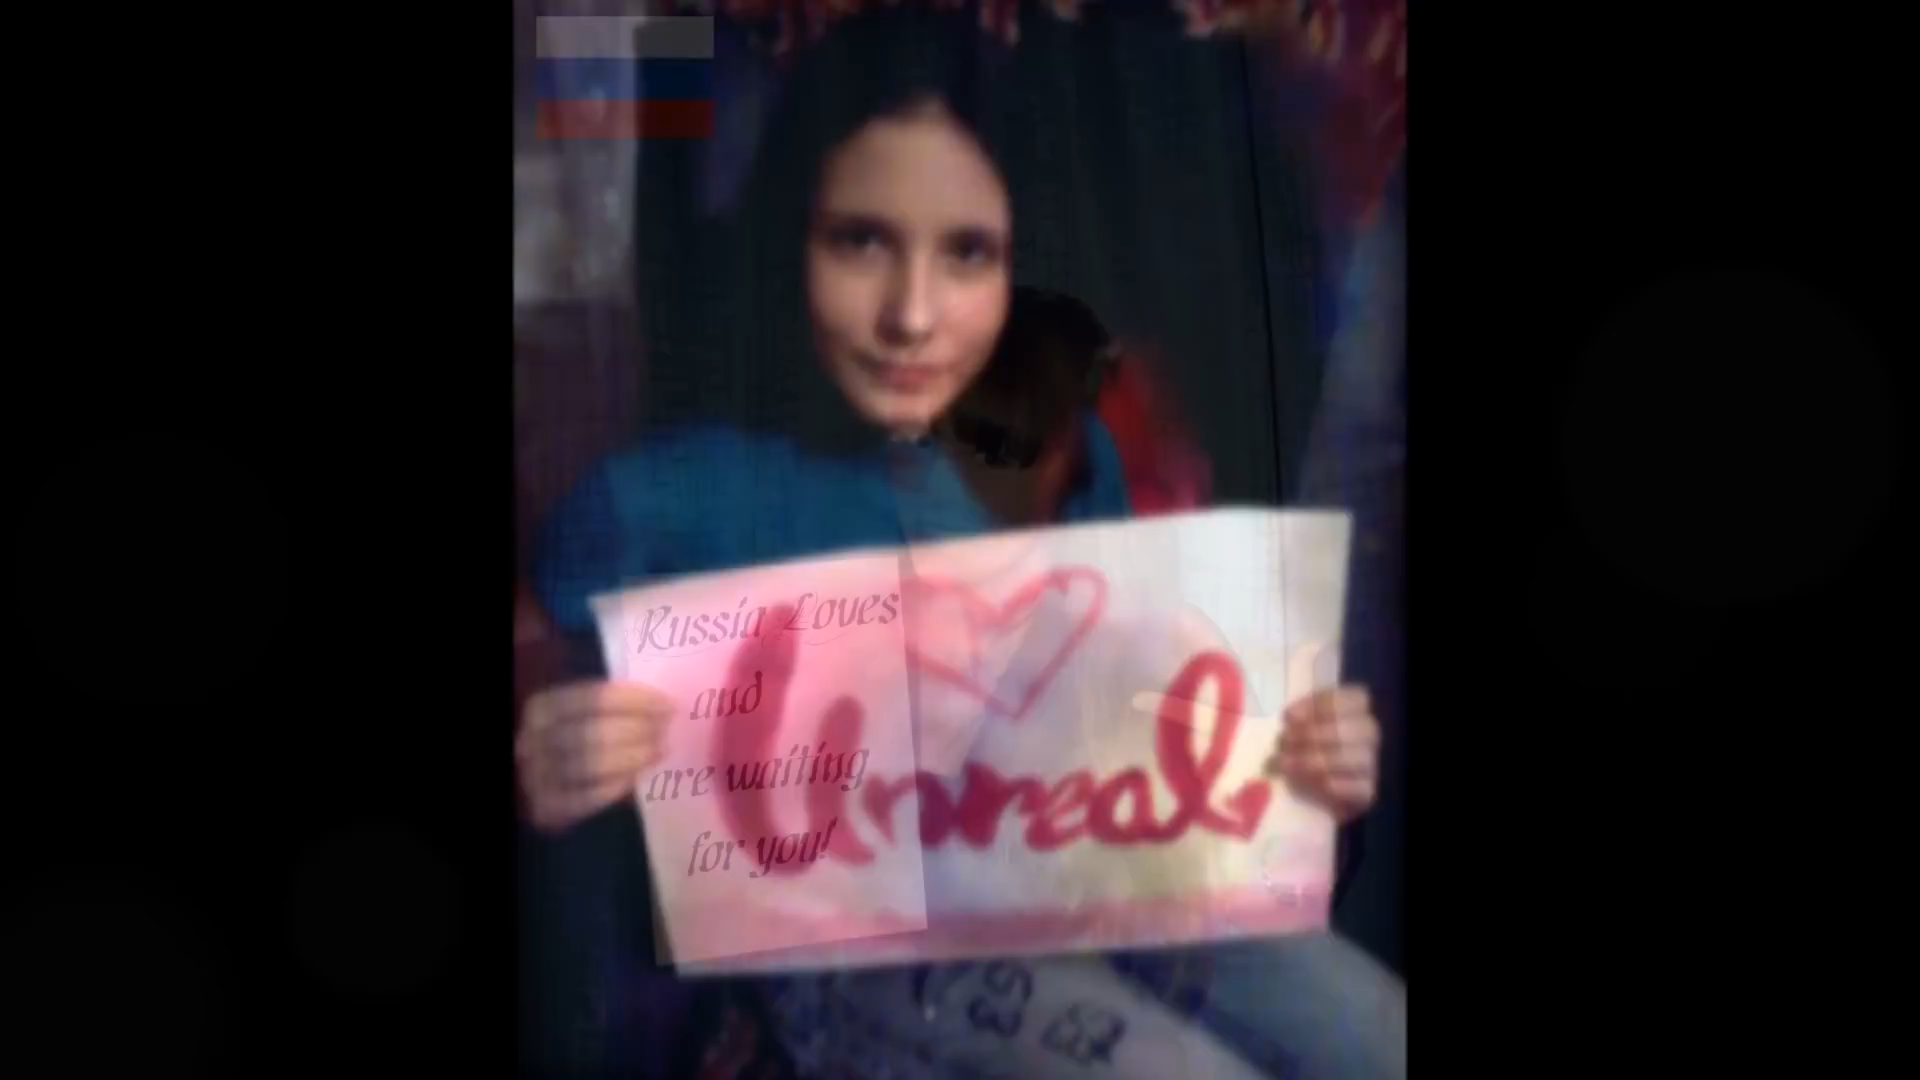 Russia Loves
and
are waiting
for you!
Unreal